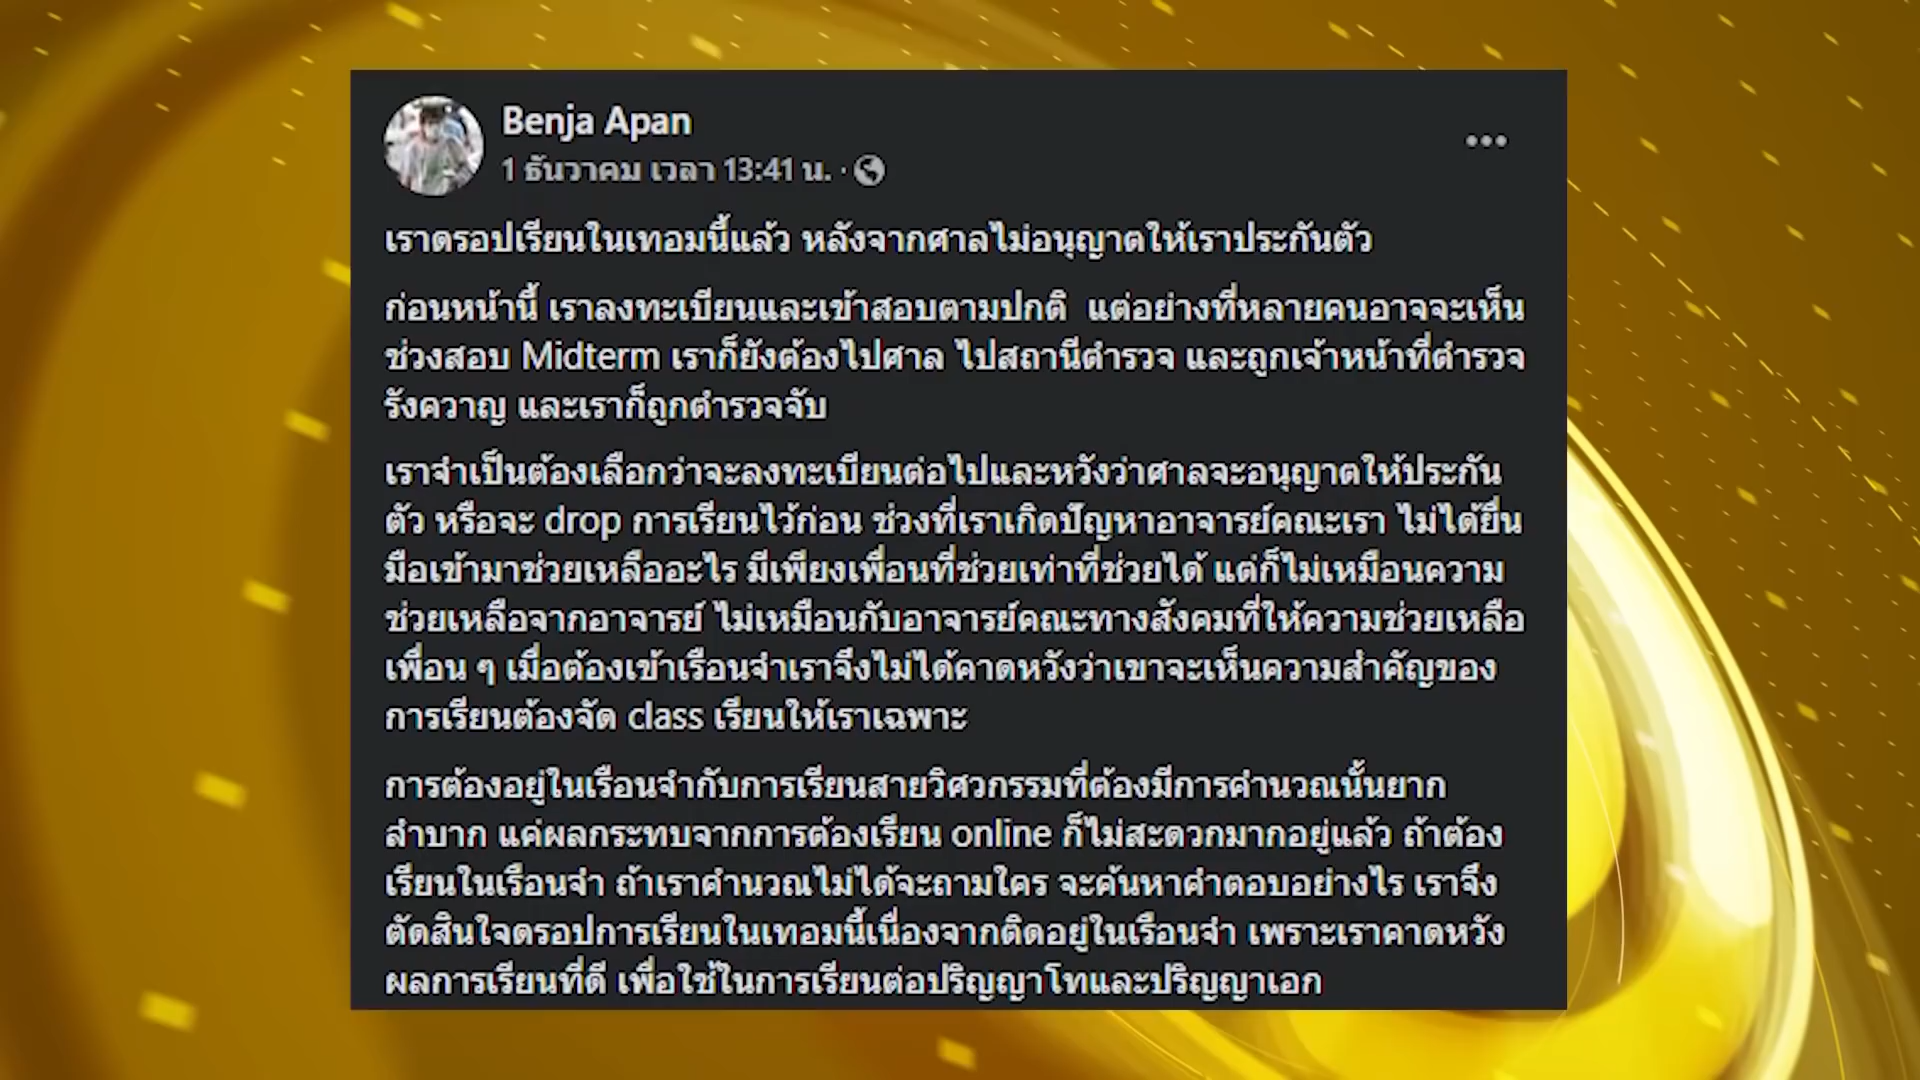 Benja Apan
1 ธันวาคม เวลา 13:41 น. ·
เราดรอปเรียนในเทอมนี้แล้ว หลังจากศาลไม่อนุญาตให้เราประกันตัว
ก่อนหน้านี้ เราลงทะเบียนและเข้าสอบตามปกติ แต่อย่างที่หลายคนอาจจะเห็น
ช่วงสอบ Midterm เราก็ยังต้องไปศาล ไปสถานีตำรวจ และถูกเจ้าหน้าที่ตำรวจ
รังควาญ และเราก็ถูกตำรวจจับ
เราจำเป็นต้องเลือกว่าจะลงทะเบียนต่อไปและหวังว่าศาลจะอนุญาตให้ประกัน
ตัว หรือจะ drop การเรียนไว้ก่อน ช่วงที่เราเกิดปัญหาอาจารย์คณะเรา ไม่ได้ยื่น
มือเข้ามาช่วยเหลืออะไร มีเพียงเพื่อนที่ช่วยเท่าที่ช่วยได้ แต่ก็ไม่เหมือนความ
ช่วยเหลือจากอาจารย์ ไม่เหมือนกับอาจารย์คณะทางสังคมที่ให้ความช่วยเหลือ
เพื่อน ๆ เมื่อต้องเข้าเรือนจำเราจึงไม่ได้คาดหวังว่าเขาจะเห็นความสำคัญของ
การเรียนต้องจัด class เรียนให้เราเฉพาะ
การต้องอยู่ในเรือนจำกับการเรียนสายวิศวกรรมที่ต้องมีการคำนวณนั้นยาก
ลำบาก แค่ผลกระทบจากการต้องเรียน online ก็ไม่สะดวกมากอยู่แล้ว ถ้าต้อง
เรียนในเรือนจำ ถ้าเราคำนวณไม่ได้จะถามใคร จะค้นหาคำตอบอย่างไร เราจึง
ตัดสินใจดรอปการเรียนในเทอมนี้เนื่องจากติดอยู่ในเรือนจำ เพราะเราคาดหวัง
ผลการเรียนที่ดี เพื่อใช้ในการเรียนต่อปริญญาโทและปริญญาเอก